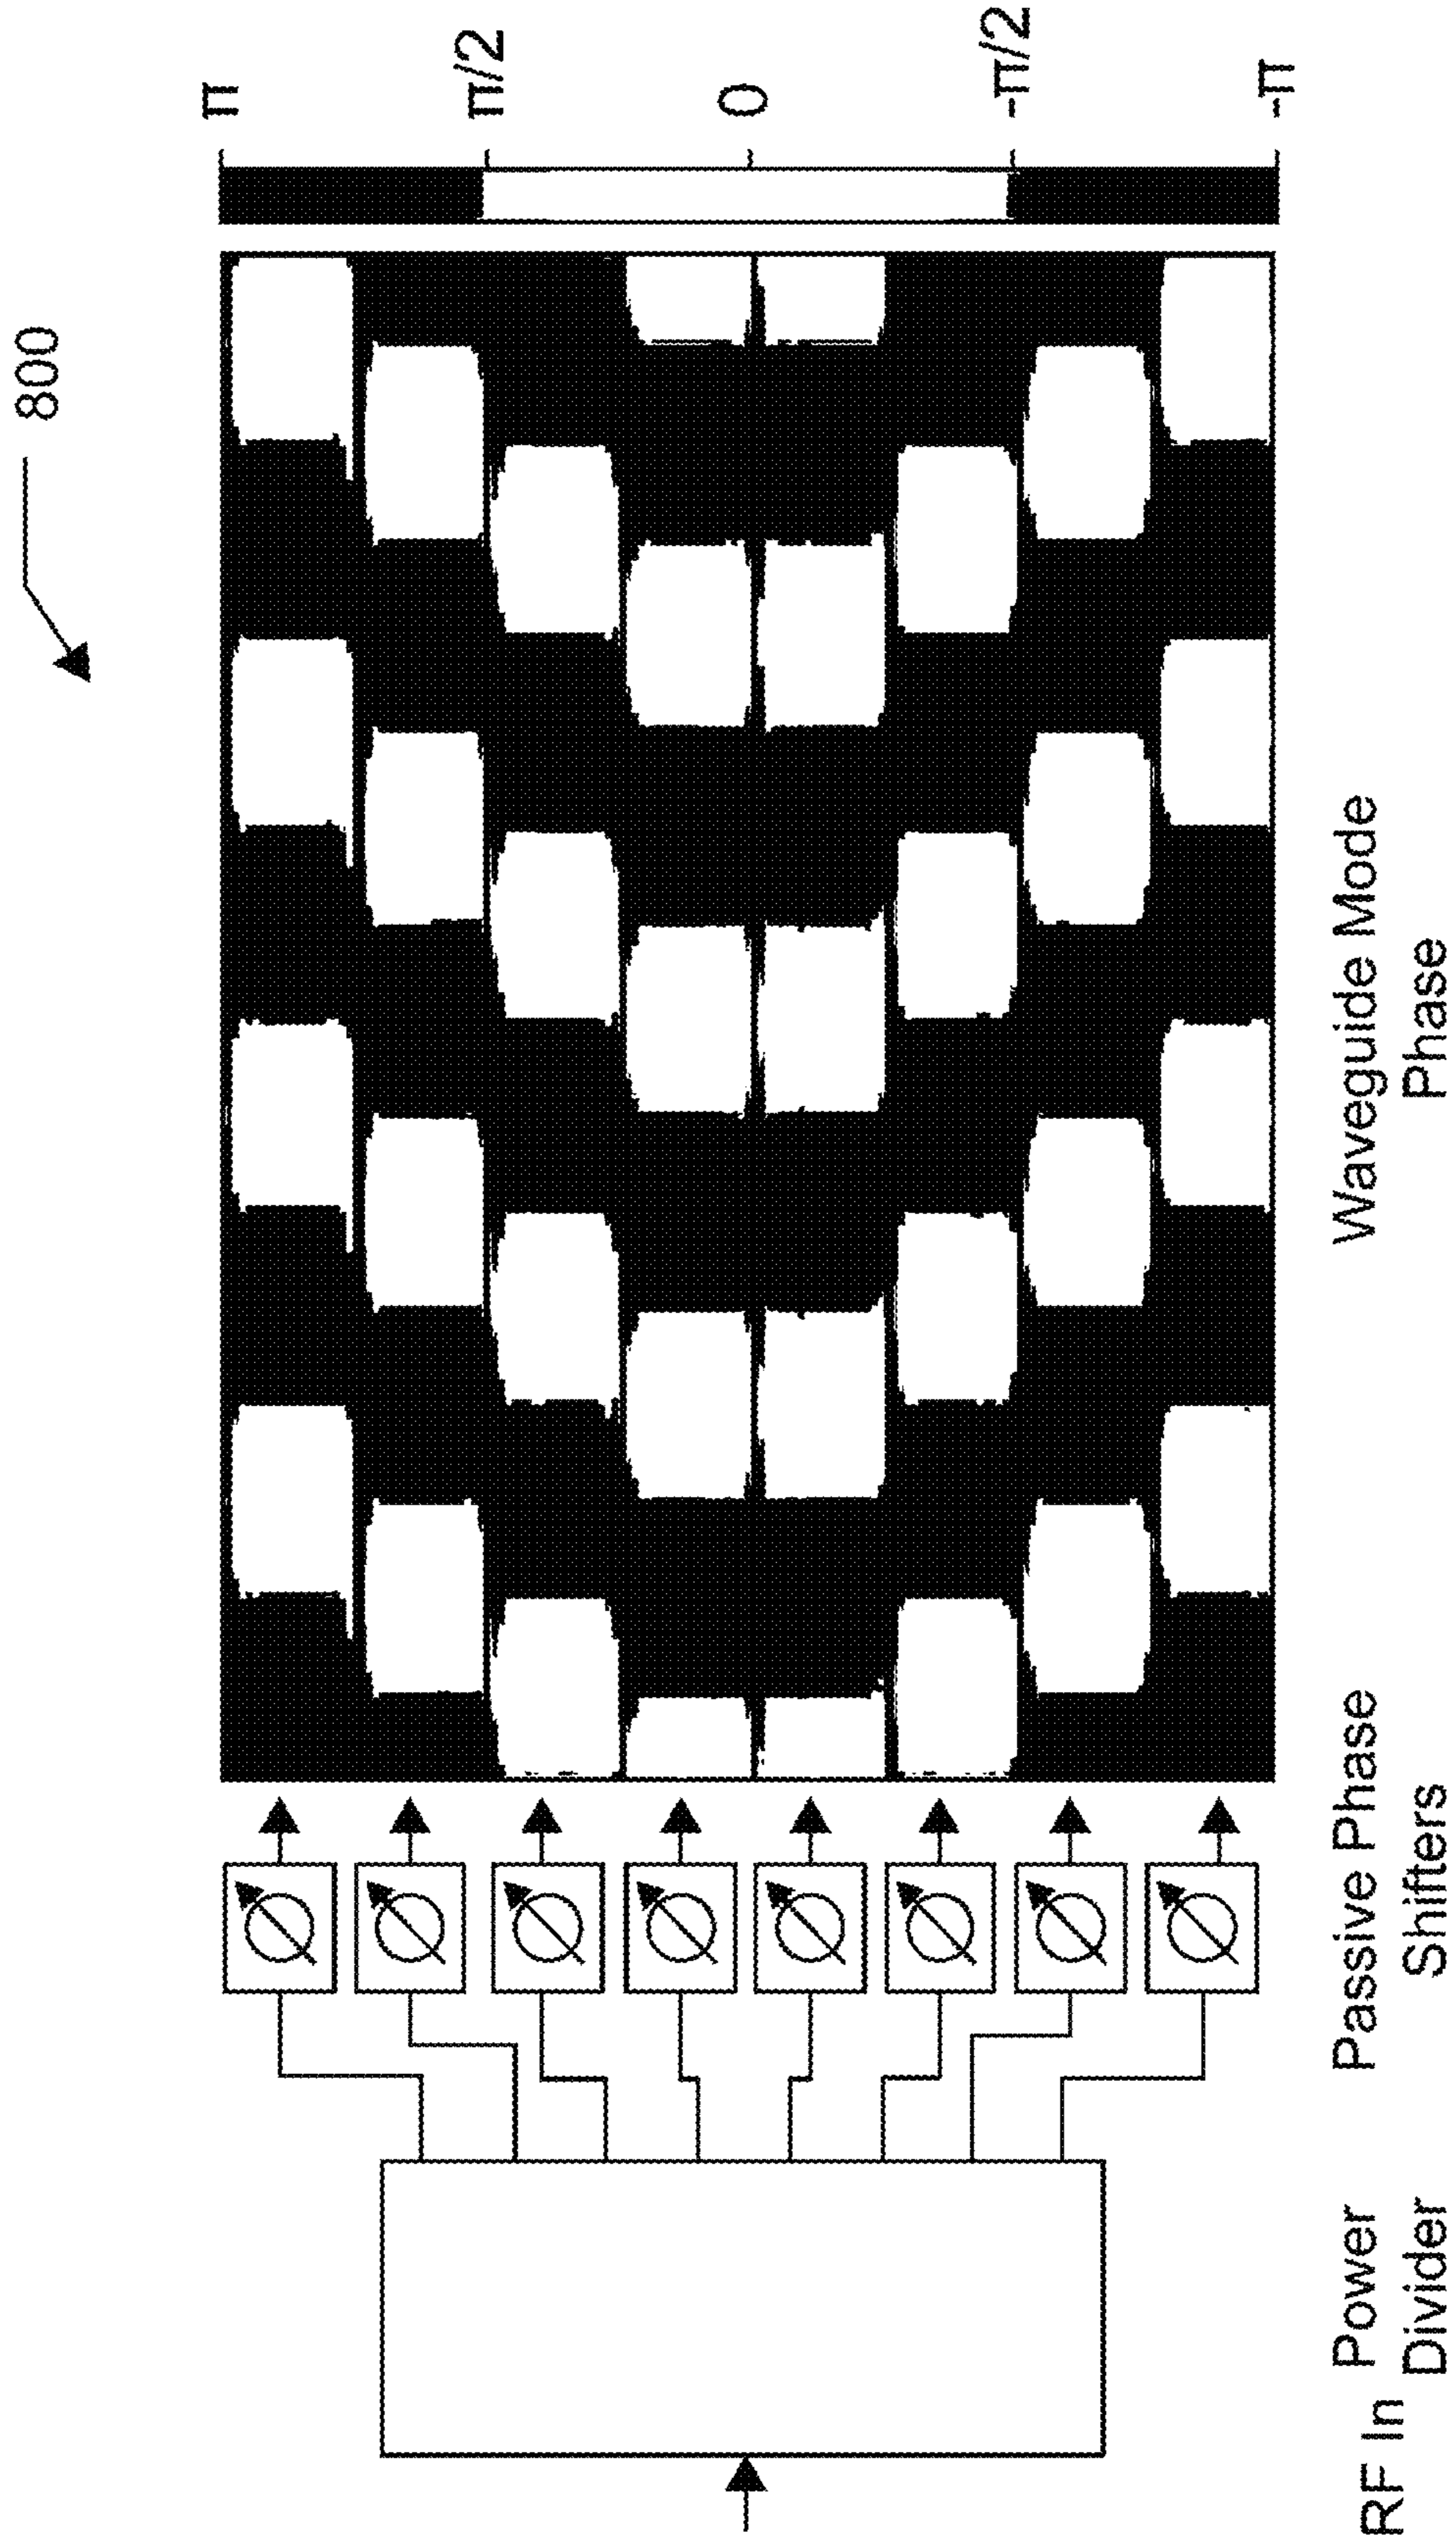 800
π
π/2
0
-π/2
-π
RF In
Power
Divider
Passive Phase
Shifters
Waveguide Mode
Phase